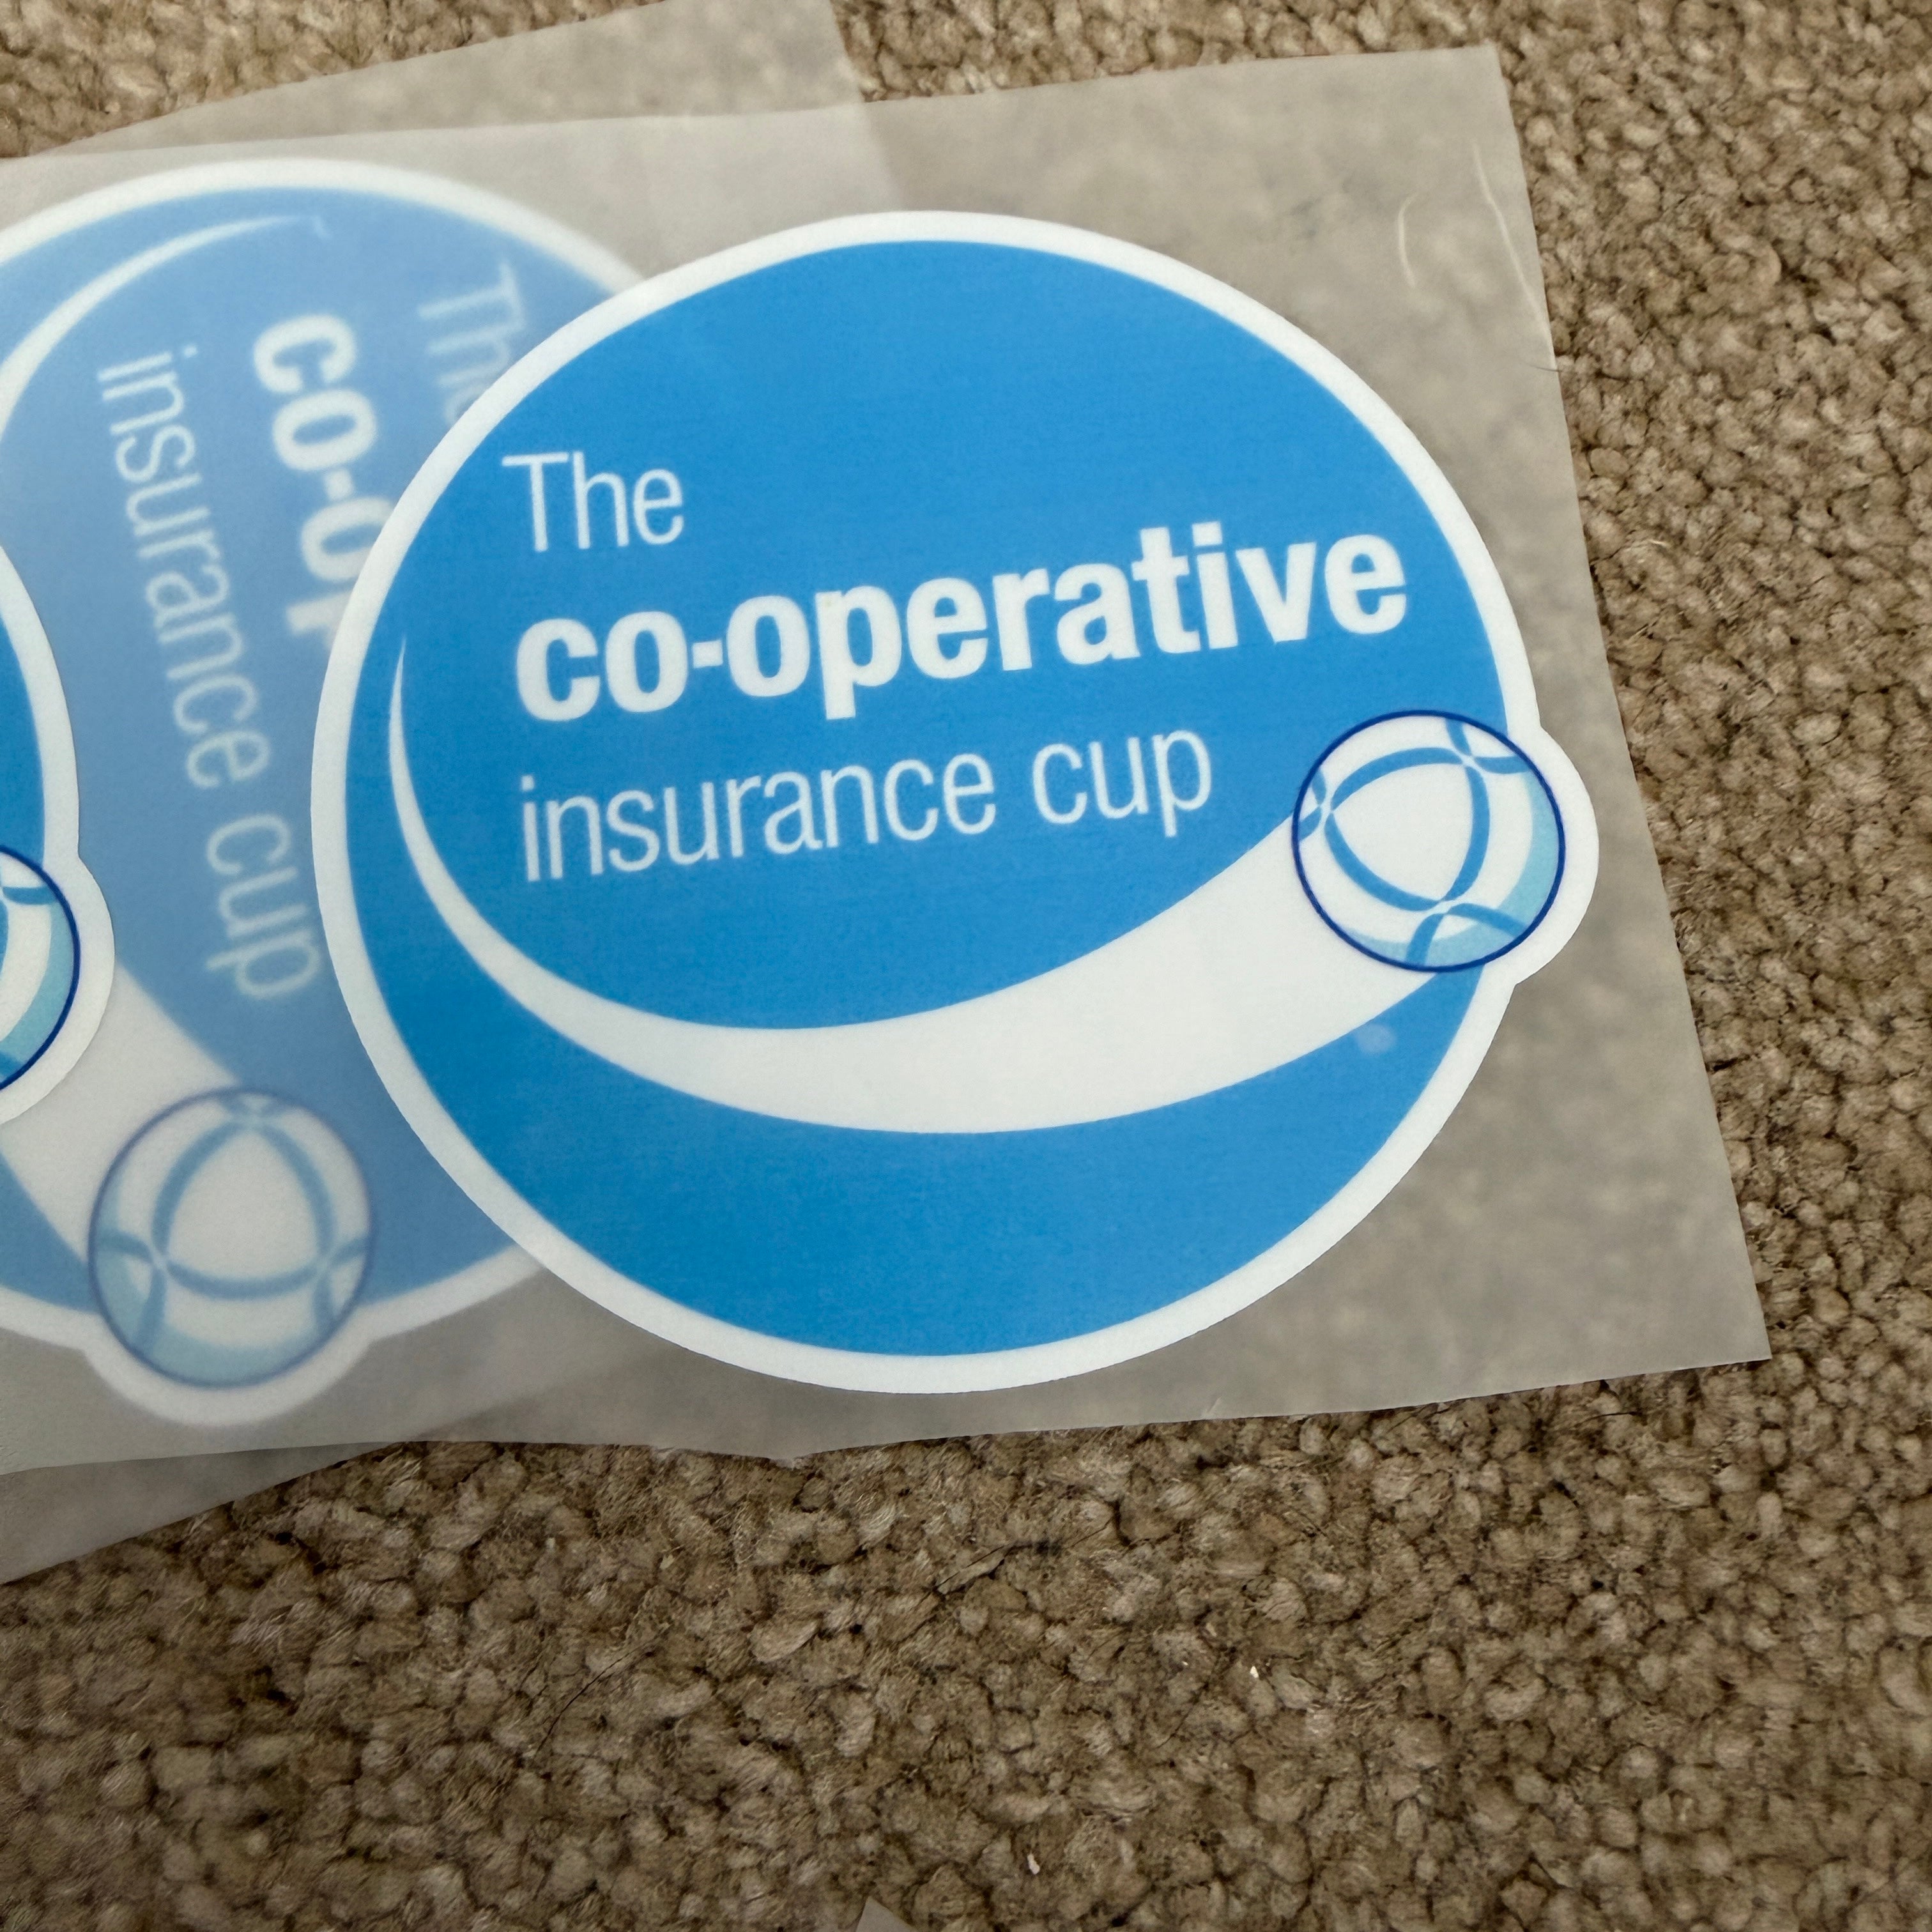 The
co-operative
insurance cup
The
co-op
insurance cup